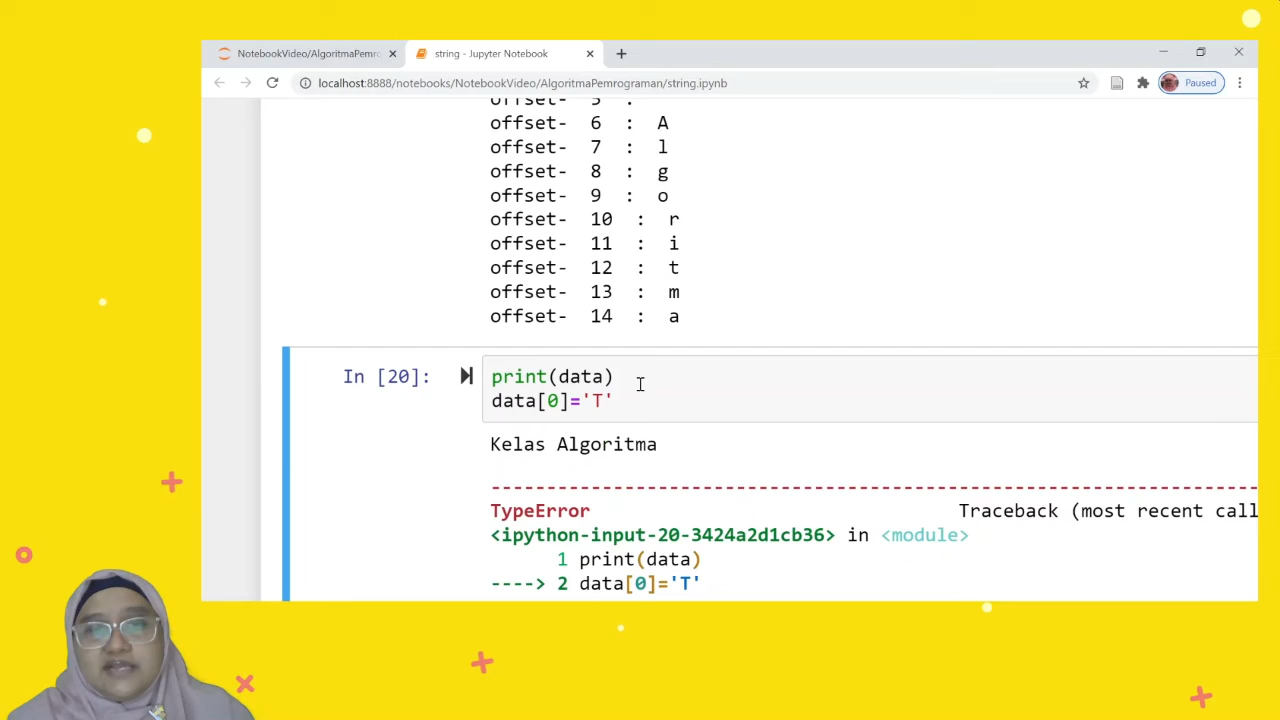 NotebookVideo/AlgoritmaPemro
string - Jupyter Notebook
localhost:8888/notebooks/NotebookVideo/AlgoritmaPemrograman/string.ipynb
Paused
offset-  5  :
offset-  6  :  A
offset-  7  :  l
offset-  8  :  g
offset-  9  :  o
offset-  10  :  r
offset-  11  :  i
offset-  12  :  t
offset-  13  :  m
offset-  14  :  a
In [20]:
print(data)
data[0]='T'
Kelas Algoritma
---------------------------------------------------------------------------
TypeError                                 Traceback (most recent call
<ipython-input-20-3424a2d1cb36> in <module>
1 print(data)
----> 2 data[0]='T'